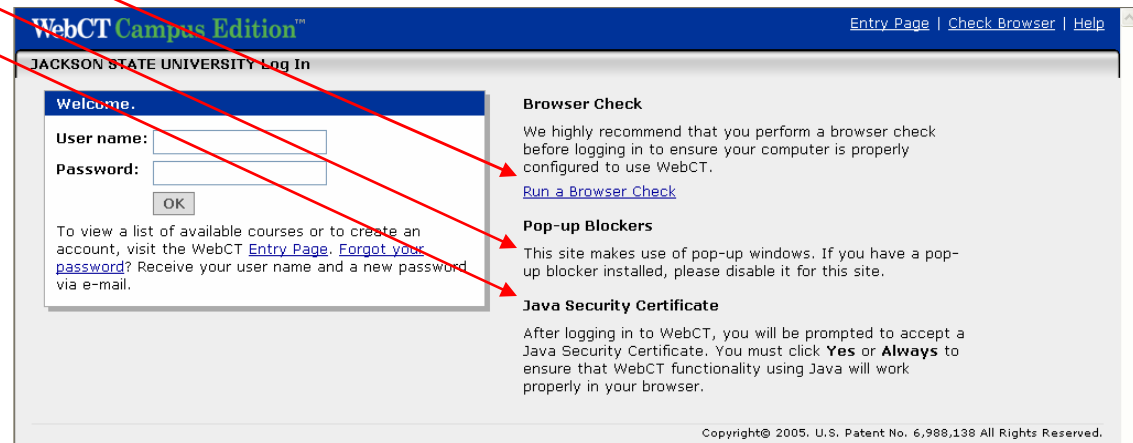 WebCT Campus Edition™
Entry Page | Check Browser | Help
JACKSON STATE UNIVERSITY Log In
Welcome.
User name:
Password:
OK
To view a list of available courses or to create an
account, visit the WebCT Entry Page. Forgot your
password? Receive your user name and a new password
via e-mail.
Browser Check
We highly recommend that you perform a browser check
before logging in to ensure your computer is properly
configured to use WebCT.
Run a Browser Check
Pop-up Blockers
This site makes use of pop-up windows. If you have a pop-
up blocker installed, please disable it for this site.
Java Security Certificate
After logging in to WebCT, you will be prompted to accept a
Java Security Certificate. You must click Yes or Always to
ensure that WebCT functionality using Java will work
properly in your browser.
Copyright© 2005. U.S. Patent No. 6,988,138 All Rights Reserved.